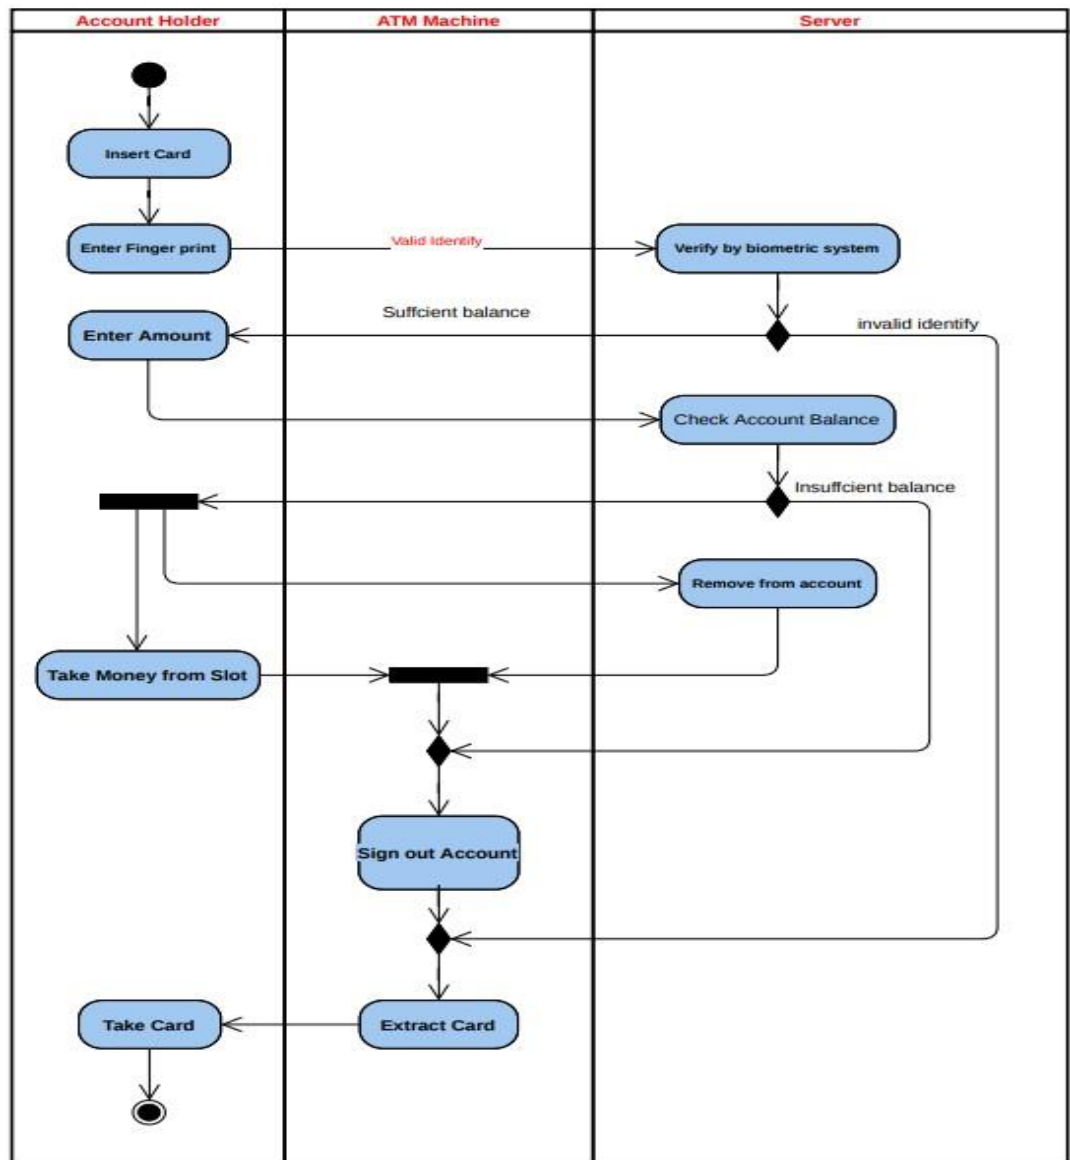 Account Holder
ATM Machine
Server
Insert Card
Enter Finger print
Valid Identify
Verify by biometric system
Suffcient balance
invalid identify
Enter Amount
Check Account Balance
Insuffcient balance
Remove from account
Take Money from Slot
Sign out Account
Take Card
Extract Card